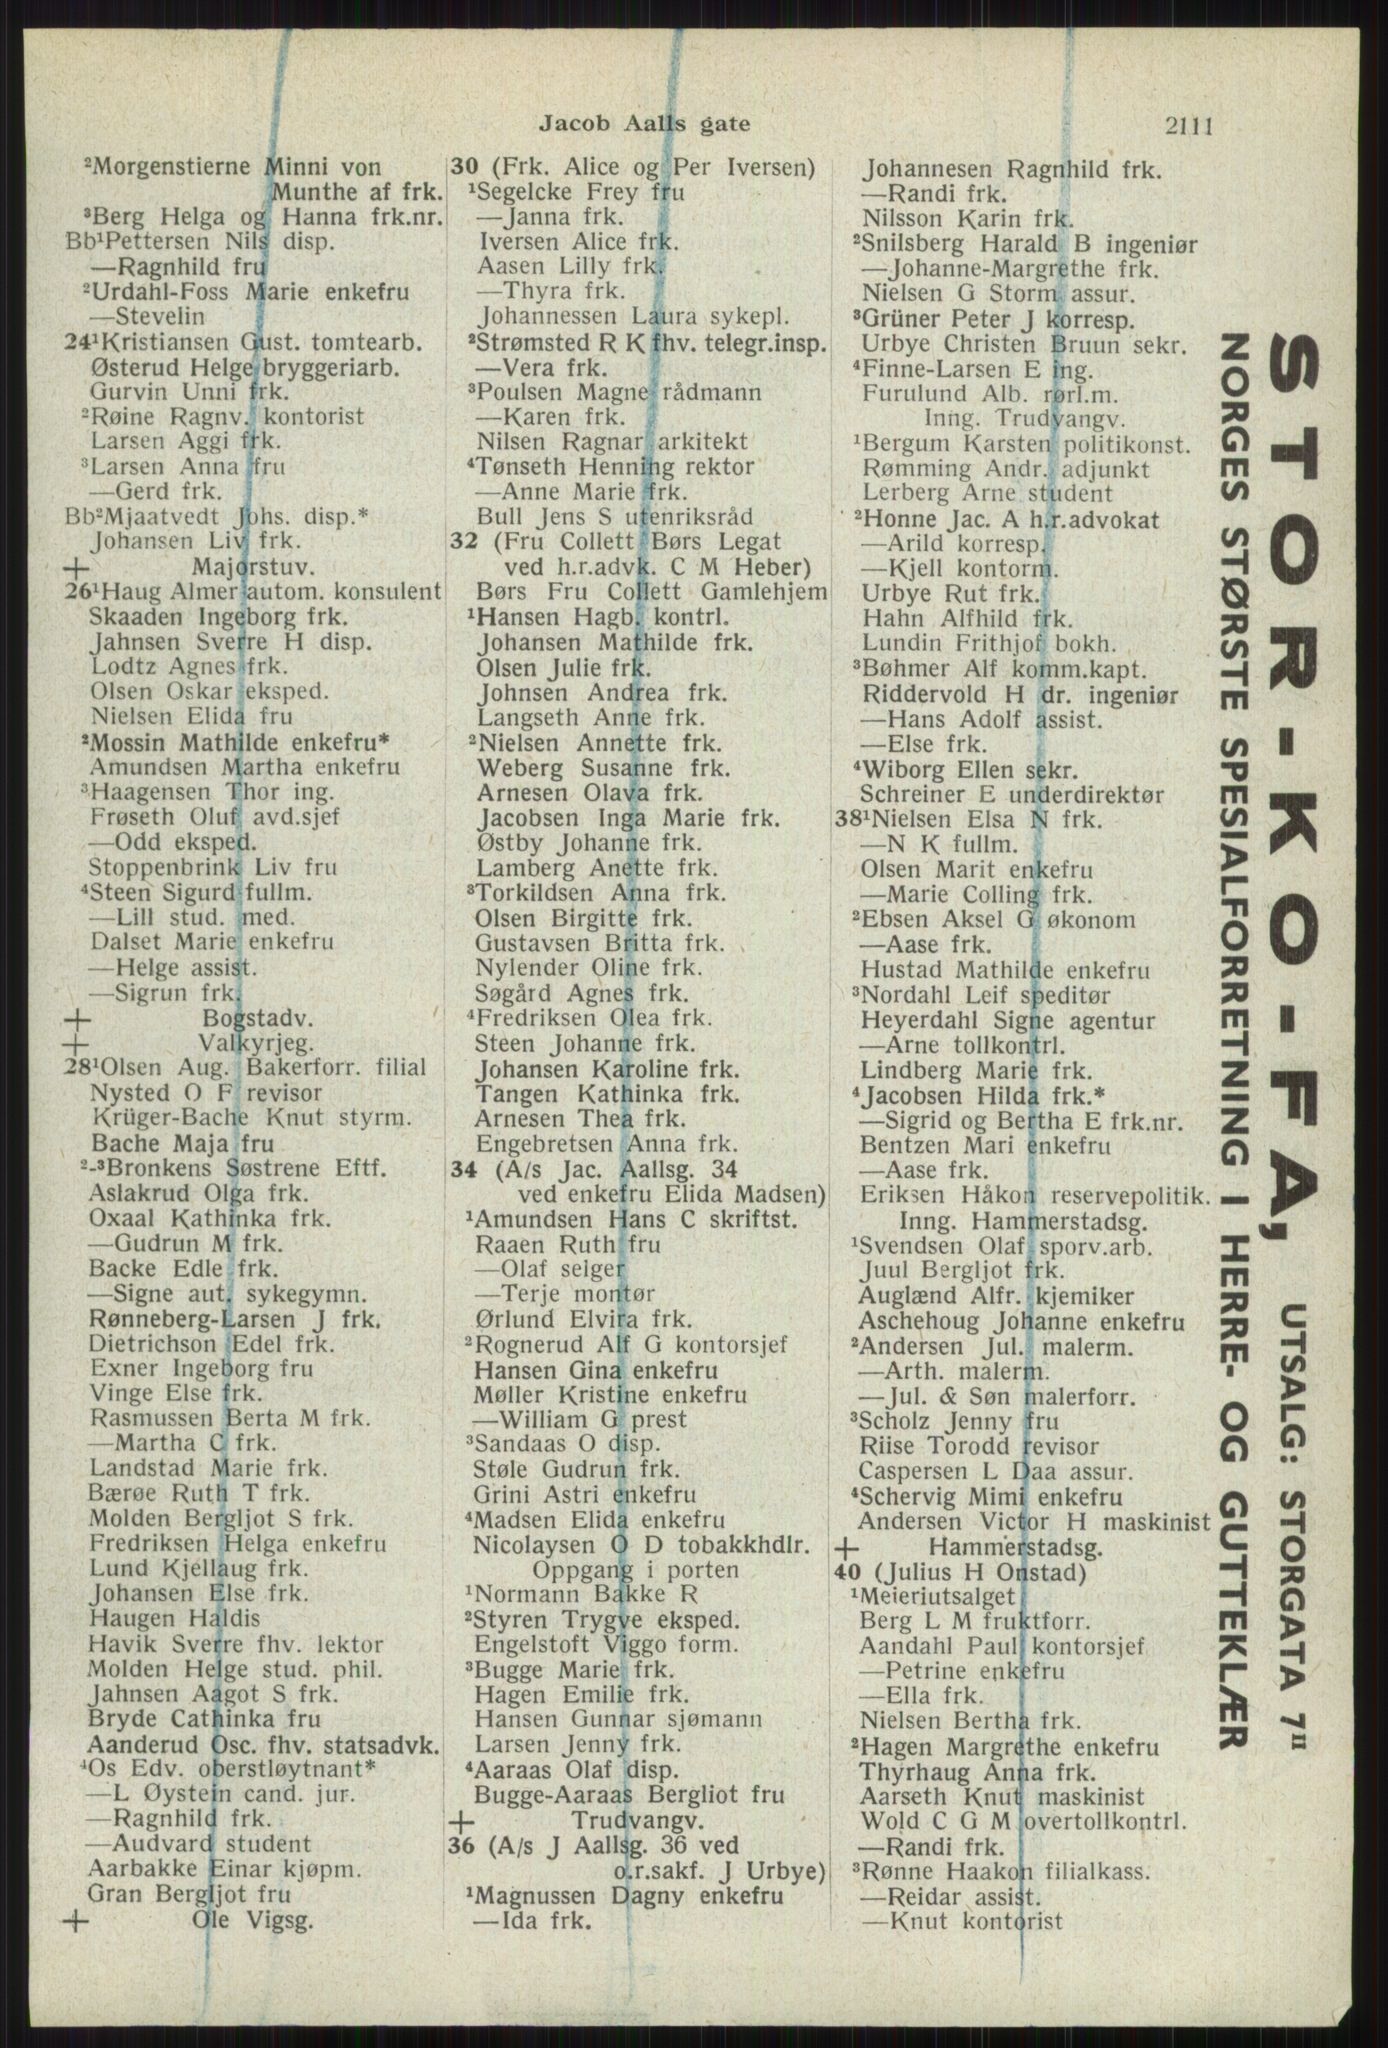 Jacob Aalls gate
2111
²Morgenstierne Minni von
Munthe af frk.
³Berg Helga og Hanna frk.nr.
Bb¹Pettersen Nils disp.
—Ragnhild fru
²Urdahl-Foss Marie enkefru
—Stevelin
24¹Kristiansen Gust. tomtearb.
Østerud Helge bryggeriarb.
Gurvin Unni frk.
²Røine Ragnv. kontorist
Larsen Aggi frk.
³Larsen Anna fru
—Gerd frk.
Bb²Mjaatvedt Johs. disp.*
Johansen Liv frk.
+ Majorstuv.
26¹Haug Almer autom. konsulent
Skaaden Ingeborg frk.
Jahnsen Sverre H disp.
Lodtz Agnes frk.
Olsen Oskar eksped.
Nielsen Elida fru
²Mossin Mathilde enkefru*
Amundsen Martha enkefru
³Haagensen Thor ing.
Frøseth Oluf avd.sjef
—Odd eksped.
Stoppenbrink Liv fru
⁴Steen Sigurd fullm.
—Lill stud. med.
Dalset Marie enkefru
—Helge assist.
—Sigrun frk.
+ Bogstadv.
+ Valkyrjeg.
28¹Olsen Aug. Bakerforr. filial
Nysted O F revisor
Krüger-Bache Knut styrm.
Bache Maja fru
²-³Bronkens Søstrene Eftf.
Aslakrud Olga frk.
Oxaal Kathinka frk.
—Gudrun M frk.
Backe Edle frk.
—Signe aut. sykegymn.
Rønneberg-Larsen J frk.
Dietrichson Edel frk.
Exner Ingeborg fru
Vinge Else frk.
Rasmussen Berta M frk.
—Martha C frk.
Landstad Marie frk.
Bærøe Ruth T frk.
Molden Bergljot S frk.
Fredriksen Helga enkefru
Lund Kjellaug frk.
Johansen Else frk.
Haugen Haldis
Havik Sverre fhv. lektor
Molden Helge stud. phil.
Jahnsen Aagot S frk.
Bryde Cathinka fru
Aanderud Osc. fhv. statsadvk.
⁴Os Edv. oberstløytnant*
—L Øystein cand. jur.
—Ragnhild frk.
—Audvard student
Aarbakke Einar kjøpm.
Gran Bergljot fru
+ Ole Vigsg.
30 (Frk. Alice og Per Iversen)
¹Segelcke Frey fru
—Janna frk.
Iversen Alice frk.
Aasen Lilly frk.
—Thyra frk.
Johannessen Laura sykepl.
²Strømsted R K fhv. telegr.insp.
—Vera frk.
³Poulsen Magne rådmann
—Karen frk.
Nilsen Ragnar arkitekt
⁴Tønseth Henning rektor
—Anne Marie frk.
Bull Jens S utenriksråd
32 (Fru Collett Børs Legat
ved h.r.advk. C M Heber)
Børs Fru Collett Gamlehjem
¹Hansen Hagb. kontrl.
Johansen Mathilde frk.
Olsen Julie frk.
Johnsen Andrea frk.
Langseth Anne frk.
²Nielsen Annette frk.
Weberg Susanne frk.
Arnesen Olava frk.
Jacobsen Inga Marie frk.
Østby Johanne frk.
Lamberg Anette frk.
³Torkildsen Anna frk.
Olsen Birgitte frk.
Gustavsen Britta frk.
Nylender Oline frk.
Søgård Agnes frk.
⁴Fredriksen Olea frk.
Steen Johanne frk.
Johansen Karoline frk.
Tangen Kathinka frk.
Arnesen Thea frk.
Engebretsen Anna frk.
34 (A/s Jac. Aallsg. 34
ved enkefru Elida Madsen)
¹Amundsen Hans C skriftst.
Raaen Ruth fru
—Olaf selger
—Terje montør
Ørlund Elvira frk.
²Rognerud Alf G kontorsjef
Hansen Gina enkefru
Møller Kristine enkefru
—William G prest
³Sandaas O disp.
Støle Gudrun frk.
Grini Astri enkefru
⁴Madsen Elida enkefru
Nicolaysen O D tobakkhdlr.
Oppgang i porten
¹Normann Bakke R
²Styren Trygve eksped.
Engelstoft Viggo form.
³Bugge Marie frk.
Hagen Emilie frk.
Hansen Gunnar sjømann
Larsen Jenny frk.
⁴Aaraas Olaf disp.
Bugge-Aaraas Bergliot fru
+ Trudvangv.
36 (A/s J Aallsg. 36 ved
o.r.sakf. J Urbye)
¹Magnussen Dagny enkefru
—Ida frk.
Johannesen Ragnhild frk.
—Randi frk.
Nilsson Karin frk.
²Snilsberg Harald B ingeniør
—Johanne-Margrethe frk.
Nielsen G Storm assur.
³Grüner Peter J korresp.
Urbye Christen Bruun sekr.
⁴Finne-Larsen E ing.
Furulund Alb. rørl.m.
Inng. Trudvangv.
¹Bergum Karsten politikonst.
Rømming Andr. adjunkt
Lerberg Arne student
²Honne Jac. A h.r.advokat
—Arild korresp.
—Kjell kontorm.
Urbye Rut frk.
Hahn Alfhild frk.
Lundin Frithjof bokh.
³Bøhmer Alf komm.kapt.
Riddervold H dr. ingeniør
—Hans Adolf assist.
—Else frk.
⁴Wiborg Ellen sekr.
Schreiner E underdirektør
38¹Nielsen Elsa N frk.
—N K fullm.
Olsen Marit enkefru
—Marie Colling frk.
²Ebsen Aksel G økonom
—Aase frk.
Hustad Mathilde enkefru
³Nordahl Leif speditør
Heyerdahl Signe agentur
—Arne tollkontrl.
Lindberg Marie frk.
⁴Jacobsen Hilda frk.*
—Sigrid og Bertha E frk.nr.
Bentzen Mari enkefru
—Aase frk.
Eriksen Håkon reservepolitik.
Inng. Hammerstadsg.
¹Svendsen Olaf sporv.arb.
Juul Bergljot frk.
Auglænd Alfr. kjemiker
Aschehoug Johanne enkefru
²Andersen Jul. malerm.
—Arth. malerm.
—Jul. & Søn malerforr.
³Scholz Jenny fru
Riise Torodd revisor
Caspersen L Daa assur.
⁴Schervig Mimi enkefru
Andersen Victor H maskinist
+ Hammerstadsg.
40 (Julius H Onstad)
¹Meieriutsalget
Berg L M fruktforr.
Aandahl Paul kontorsjef
—Petrine enkefru
—Ella frk.
Nielsen Bertha frk.
²Hagen Margrethe enkefru
Thyrhaug Anna frk.
Aarseth Knut maskinist
Wold C G M overtollkontrl.
—Randi frk.
³Rønne Haakon filialkass.
—Reidar assist.
—Knut kontorist
STOR-KO-FA, UTSALG: STORGATA 7"
NORGES STØRSTE SPESIALFORRETNING I HERRE- OG GUTTEKLÆR